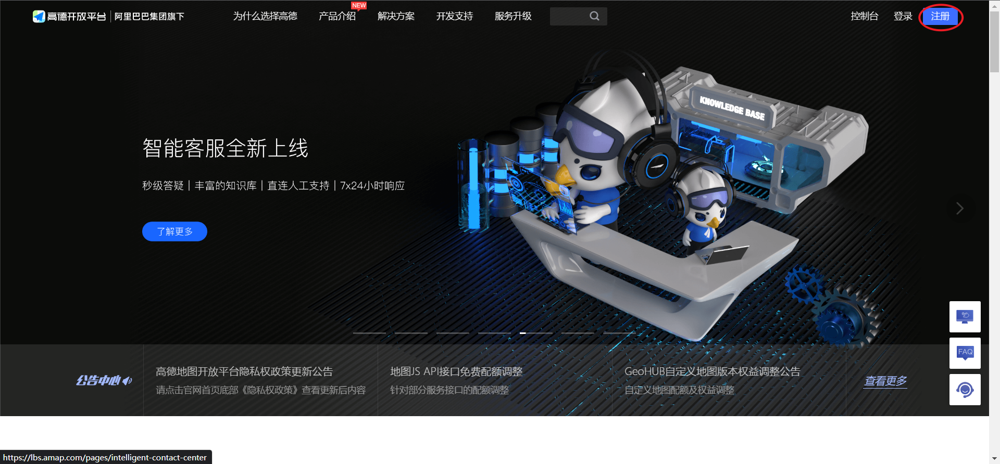 高德开放平台 | 阿里巴巴集团旗下
为什么选择高德
产品介绍
NEW
解决方案
开发支持
服务升级
控制台
登录
注册
KNOWLEDGE BASE
智能客服全新上线
秒级答疑 | 丰富的知识库 | 直连人工支持 | 7x24小时响应
了解更多
FAQ
公告中心
高德地图开放平台隐私权政策更新公告
请点击官网首页底部《隐私权政策》查看更新后内容
地图JS API接口免费配额调整
针对部分服务接口的配额调整
GeoHUB自定义地图版本权益调整公告
自定义地图配额及权益调整
查看更多
https://lbs.amap.com/pages/intelligent-contact-center